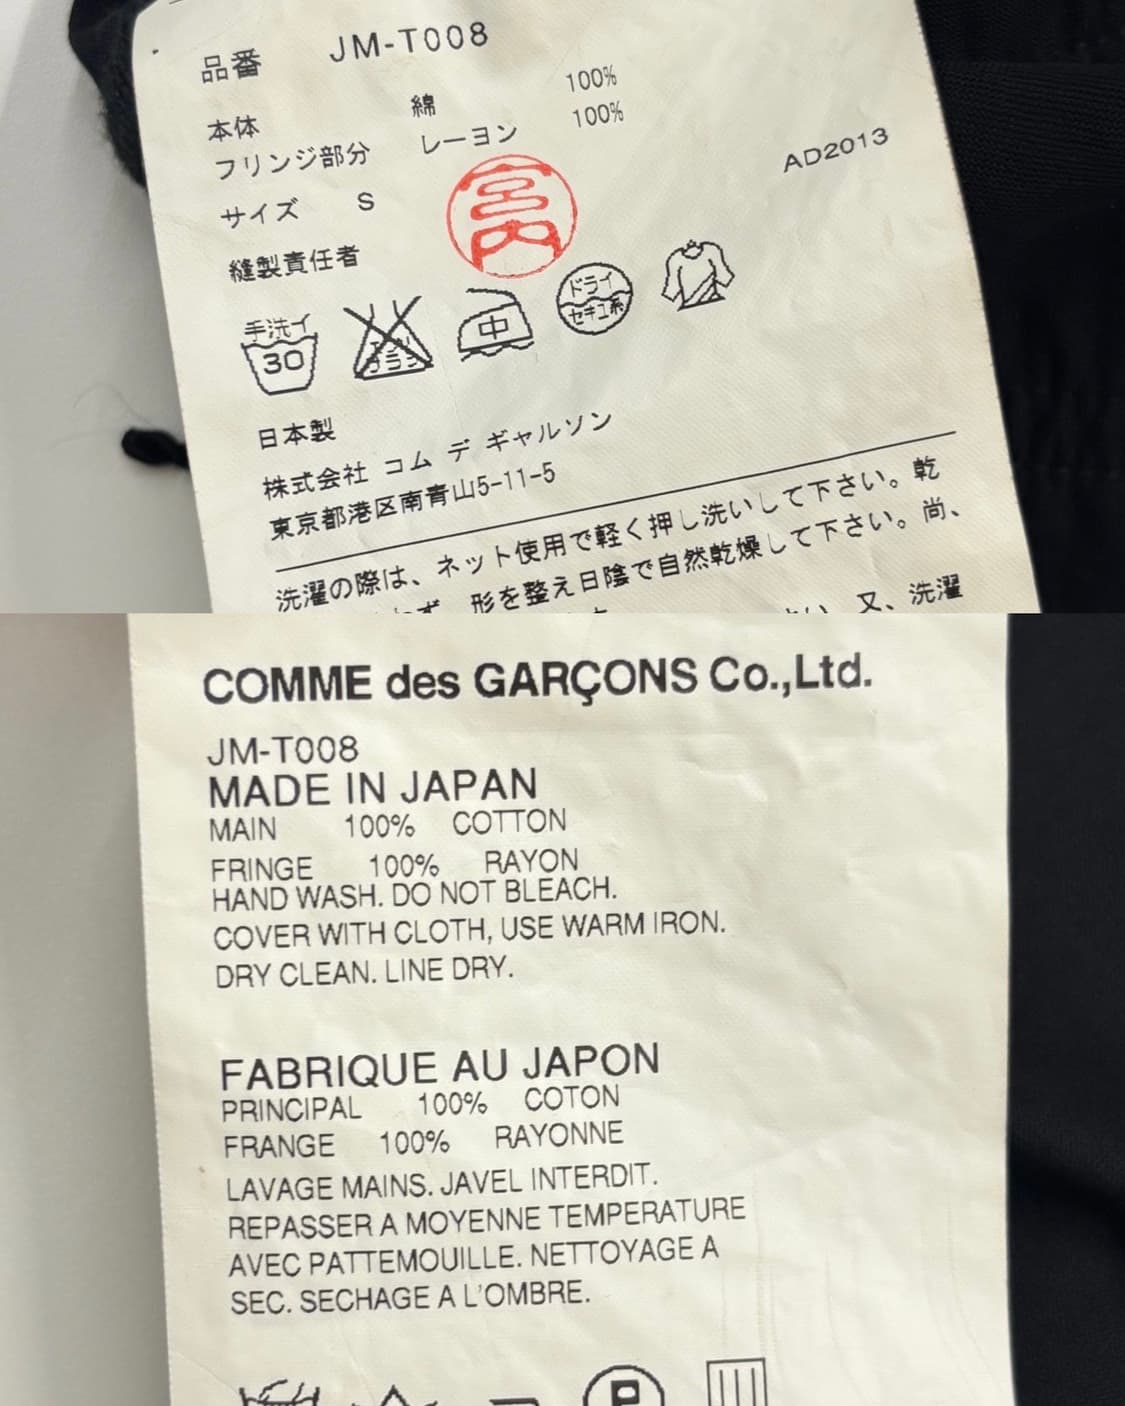 品番 JM-T008
本体 綿 100%
フリンジ部分 レーヨン 100%
サイズ S
AD2013
宮内
縫製責任者
手洗イ
30
中
ドライ
セキユ系
日本製
株式会社 コム デ ギャルソン
東京都港区南青山5-11-5
洗濯の際は、ネット使用で軽く押し洗いして下さい。乾
わず、形を整え日陰で自然乾燥して下さい。尚、
さい。又、洗濯
COMME des GARÇONS Co.,Ltd.
JM-T008
MADE IN JAPAN
MAIN 100% COTTON
FRINGE 100% RAYON
HAND WASH. DO NOT BLEACH.
COVER WITH CLOTH, USE WARM IRON.
DRY CLEAN. LINE DRY.
FABRIQUE AU JAPON
PRINCIPAL 100% COTON
FRANGE 100% RAYONNE
LAVAGE MAINS. JAVEL INTERDIT.
REPASSER A MOYENNE TEMPERATURE
AVEC PATTEMOUILLE. NETTOYAGE A
SEC. SECHAGE A L'OMBRE.
P